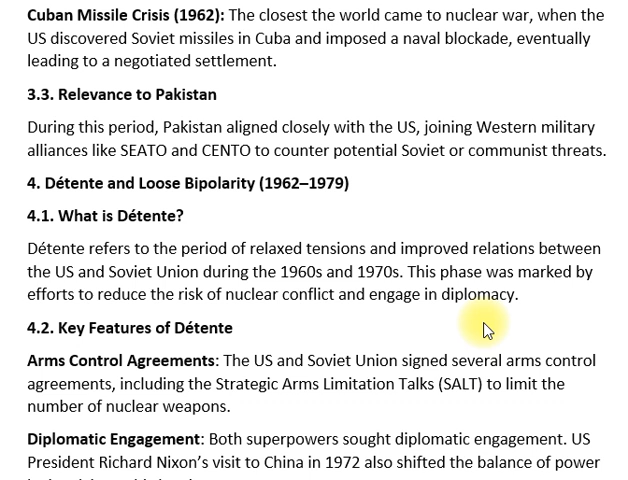 Cuban Missile Crisis (1962): The closest the world came to nuclear war, when the
US discovered Soviet missiles in Cuba and imposed a naval blockade, eventually
leading to a negotiated settlement.
3.3. Relevance to Pakistan
During this period, Pakistan aligned closely with the US, joining Western military
alliances like SEATO and CENTO to counter potential Soviet or communist threats.
4. Détente and Loose Bipolarity (1962–1979)
4.1. What is Détente?
Détente refers to the period of relaxed tensions and improved relations between
the US and Soviet Union during the 1960s and 1970s. This phase was marked by
efforts to reduce the risk of nuclear conflict and engage in diplomacy.
4.2. Key Features of Détente
Arms Control Agreements: The US and Soviet Union signed several arms control
agreements, including the Strategic Arms Limitation Talks (SALT) to limit the
number of nuclear weapons.
Diplomatic Engagement: Both superpowers sought diplomatic engagement. US
President Richard Nixon’s visit to China in 1972 also shifted the balance of power